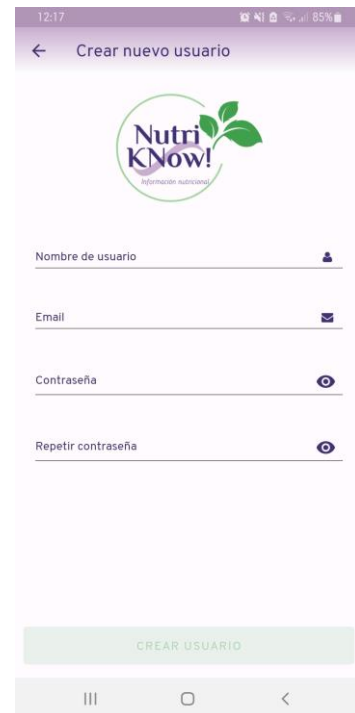 12:17
85%
Crear nuevo usuario
Nutri
KNow!
Información nutricional
Nombre de usuario
Email
Contraseña
Repetir contraseña
CREAR USUARIO